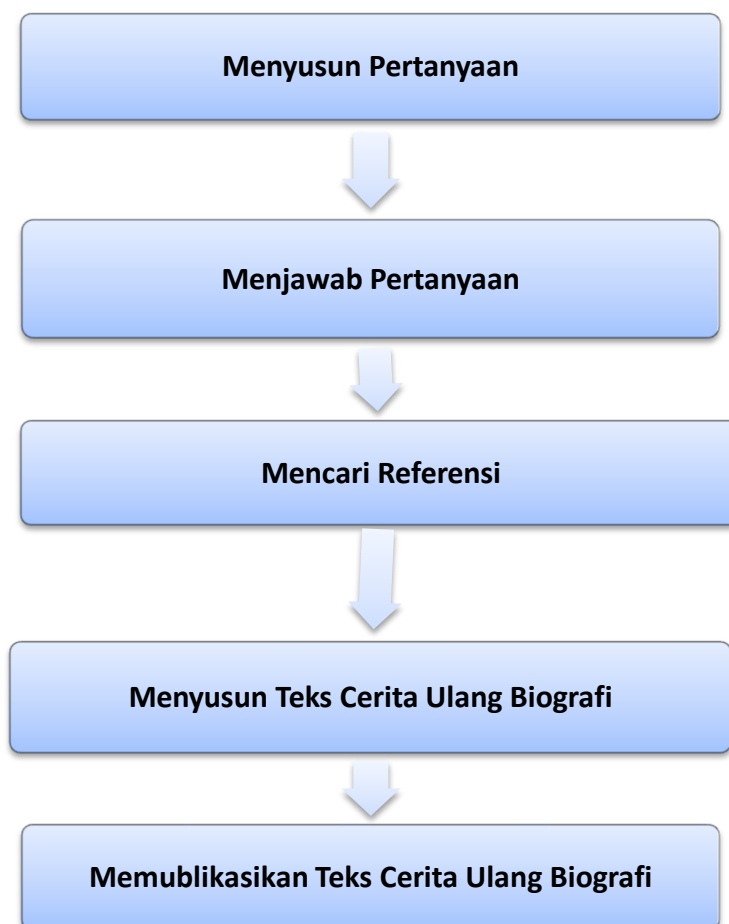 Menyusun Pertanyaan
Menjawab Pertanyaan
Mencari Referensi
Menyusun Teks Cerita Ulang Biografi
Memublikasikan Teks Cerita Ulang Biografi